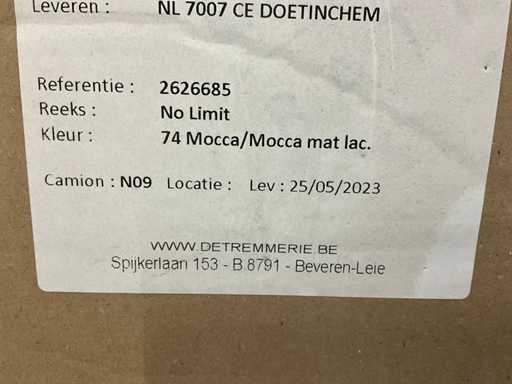 Leveren : NL 7007 CE DOETINCHEM
Referentie : 2626685
Reeks : No Limit
Kleur : 74 Mocca/Mocca mat lac.
Camion : N09 Locatie : Lev : 25/05/2023
WWW.DETREMMERIE.BE
Spijkerlaan 153 - B 8791 - Beveren-Leie